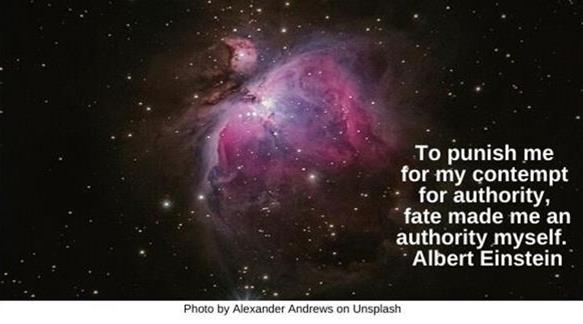 To punish me
for my contempt
for authority,
fate made me an
authority myself.
Albert Einstein
Photo by Alexander Andrews on Unsplash